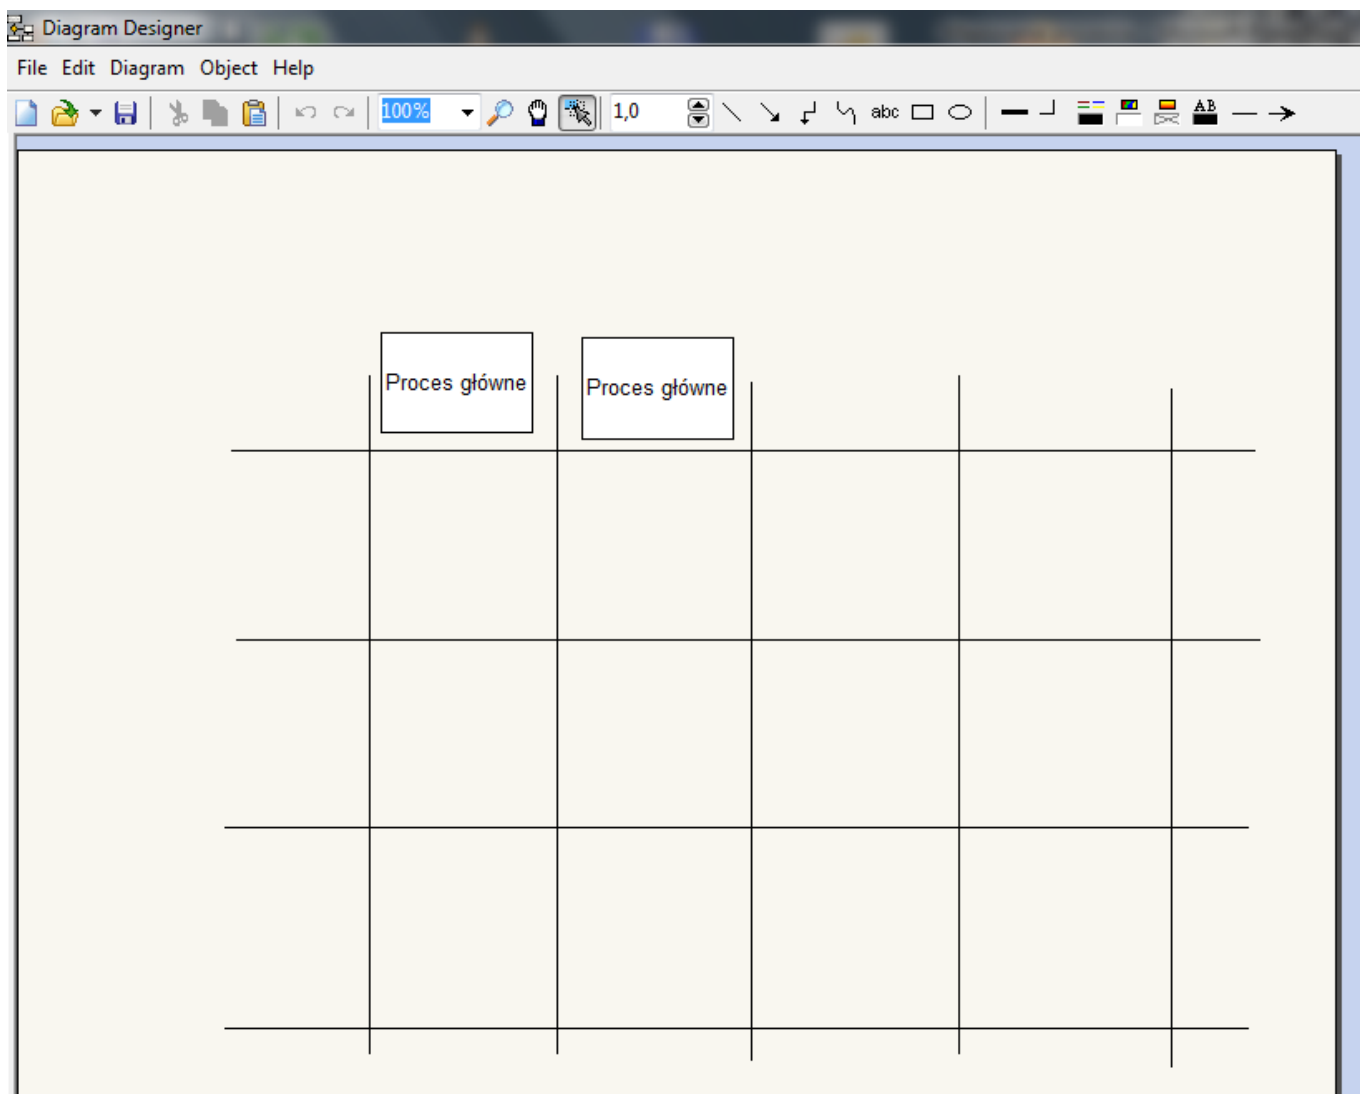 Diagram Designer
File Edit Diagram Object Help
100% 1,0 abc AB
Proces główne Proces główne